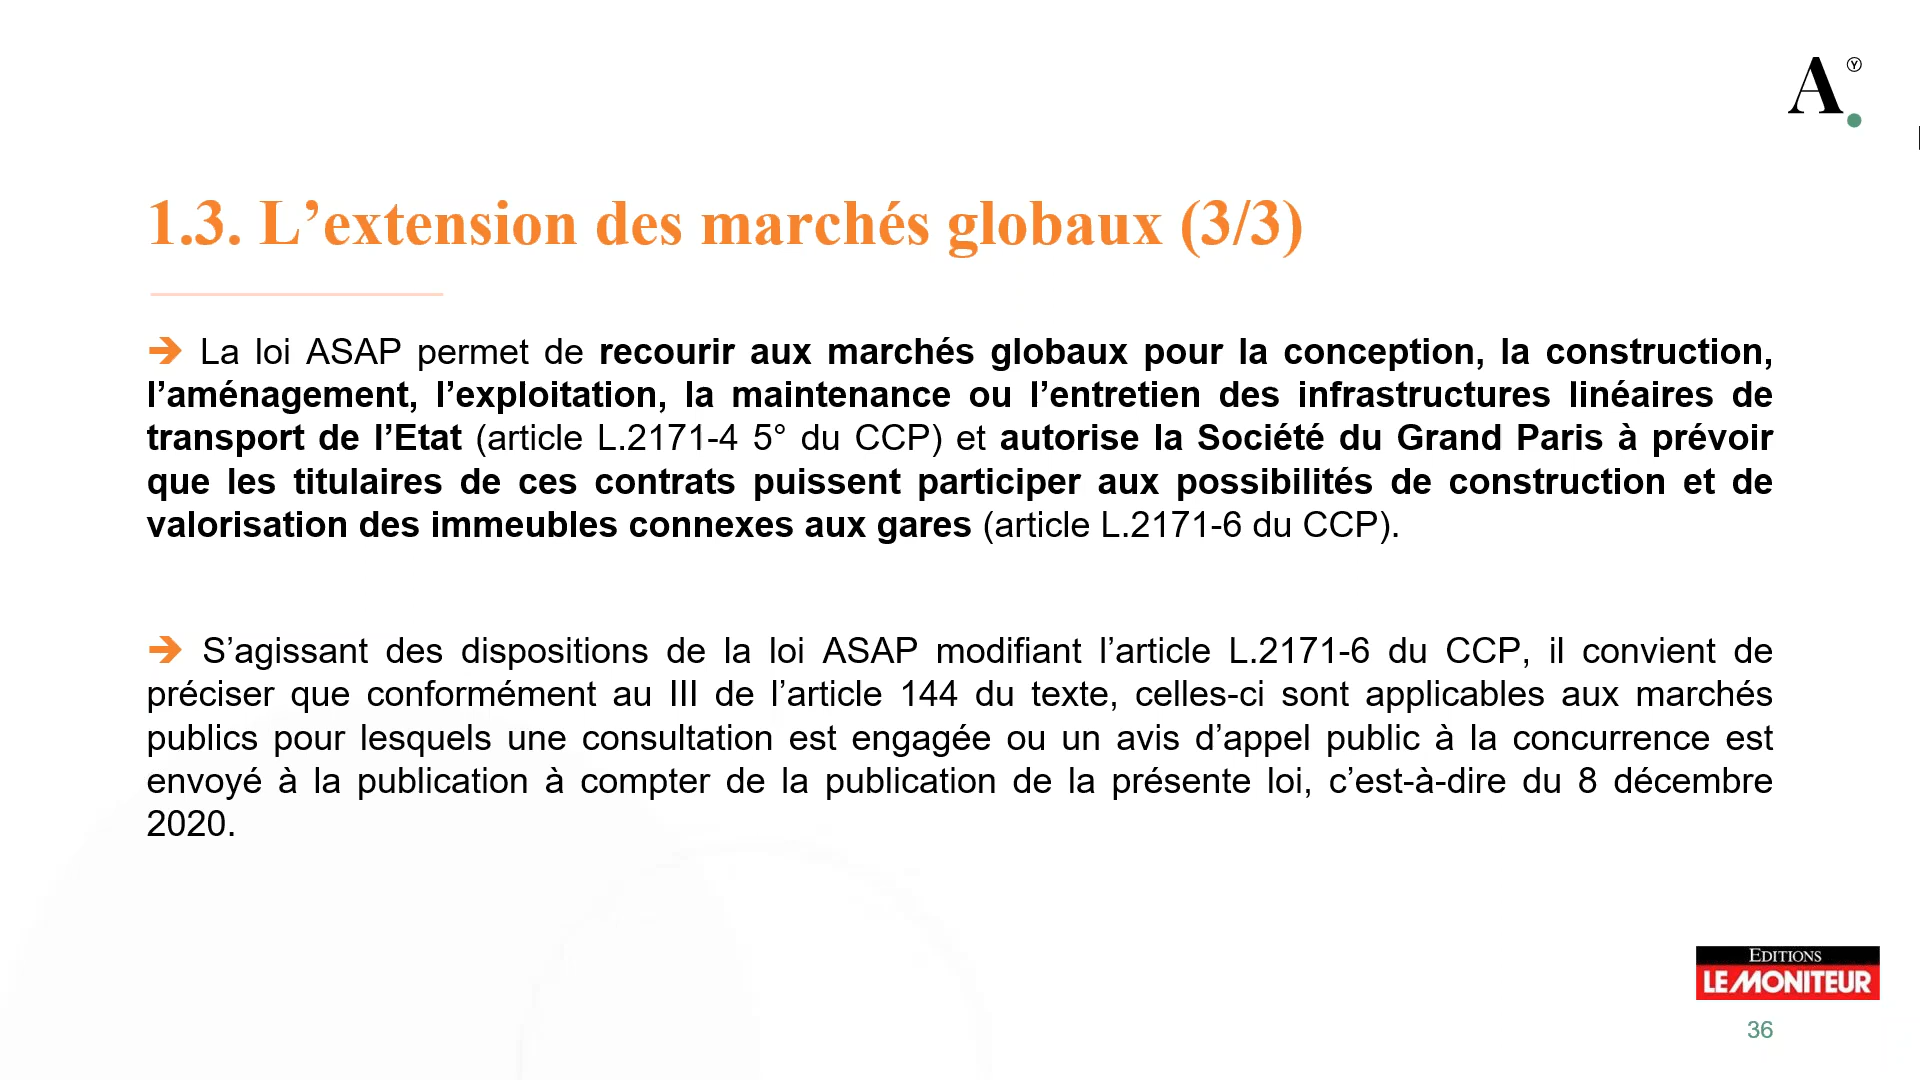 A
1.3. L’extension des marchés globaux (3/3)
➔ La loi ASAP permet de recourir aux marchés globaux pour la conception, la construction,
l’aménagement, l’exploitation, la maintenance ou l’entretien des infrastructures linéaires de
transport de l’Etat (article L.2171-4 5° du CCP) et autorise la Société du Grand Paris à prévoir
que les titulaires de ces contrats puissent participer aux possibilités de construction et de
valorisation des immeubles connexes aux gares (article L.2171-6 du CCP).
➔ S’agissant des dispositions de la loi ASAP modifiant l’article L.2171-6 du CCP, il convient de
préciser que conformément au III de l’article 144 du texte, celles-ci sont applicables aux marchés
publics pour lesquels une consultation est engagée ou un avis d’appel public à la concurrence est
envoyé à la publication à compter de la publication de la présente loi, c’est-à-dire du 8 décembre
2020.
EDITIONS
LE MONITEUR
36